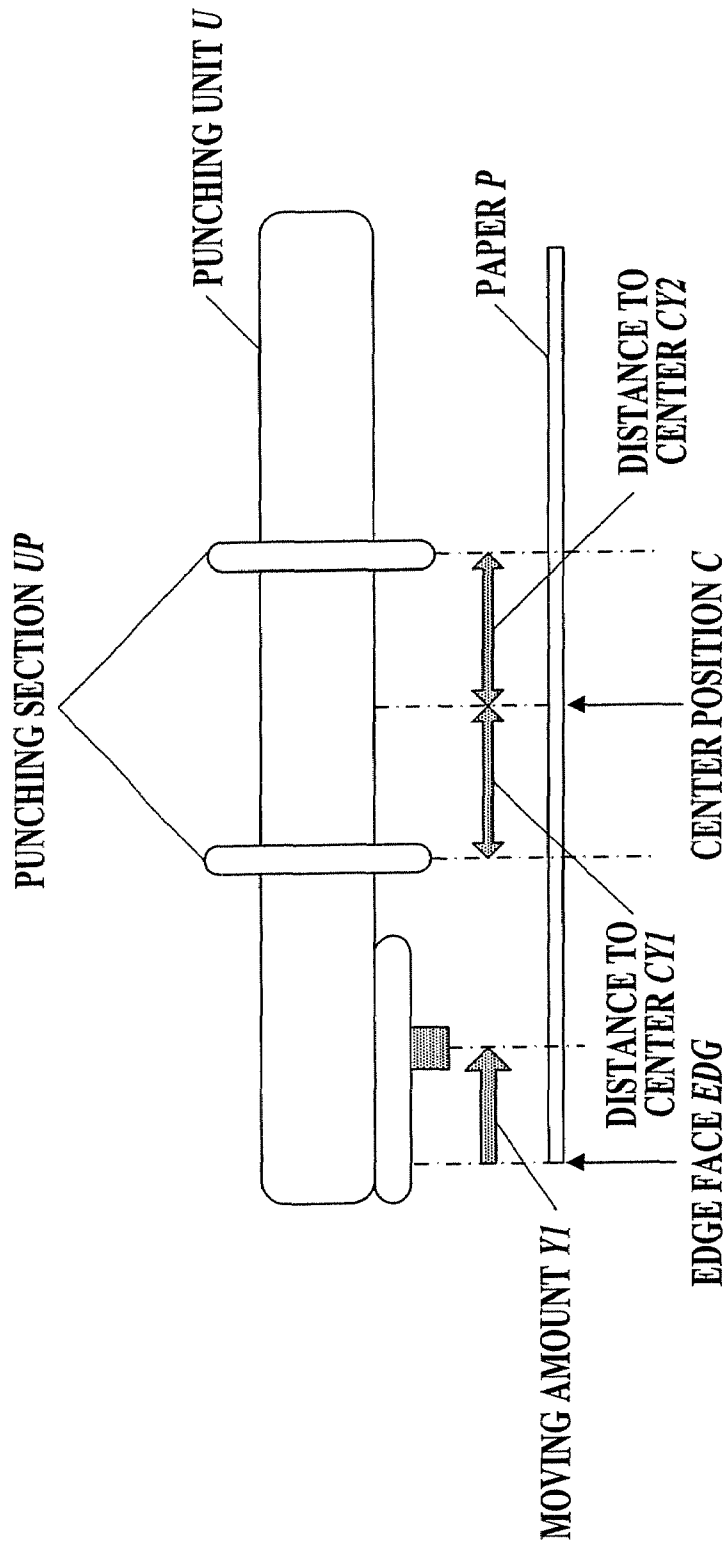 PUNCHING SECTION UP
PUNCHING UNIT U
PAPER P
MOVING AMOUNT Y1
DISTANCE TO
CENTER CY1
DISTANCE TO
CENTER CY2
EDGE FACE EDG
CENTER POSITION C